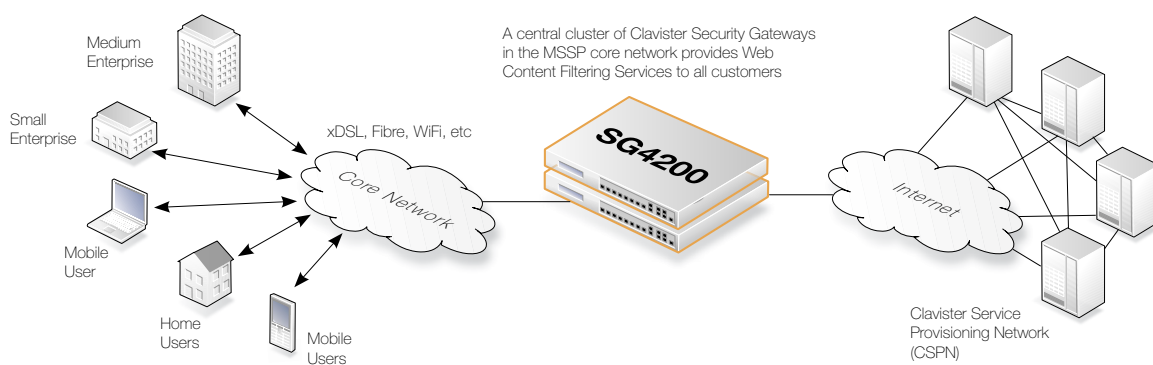 Medium
Enterprise
A central cluster of Clavister Security Gateways
in the MSSP core network provides Web
Content Filtering Services to all customers
Small
Enterprise
xDSL, Fibre, WiFi, etc
SG4200
Core Network
Internet
Mobile
User
Home
Users
Mobile
Users
Clavister Service
Provisioning Network
(CSPN)